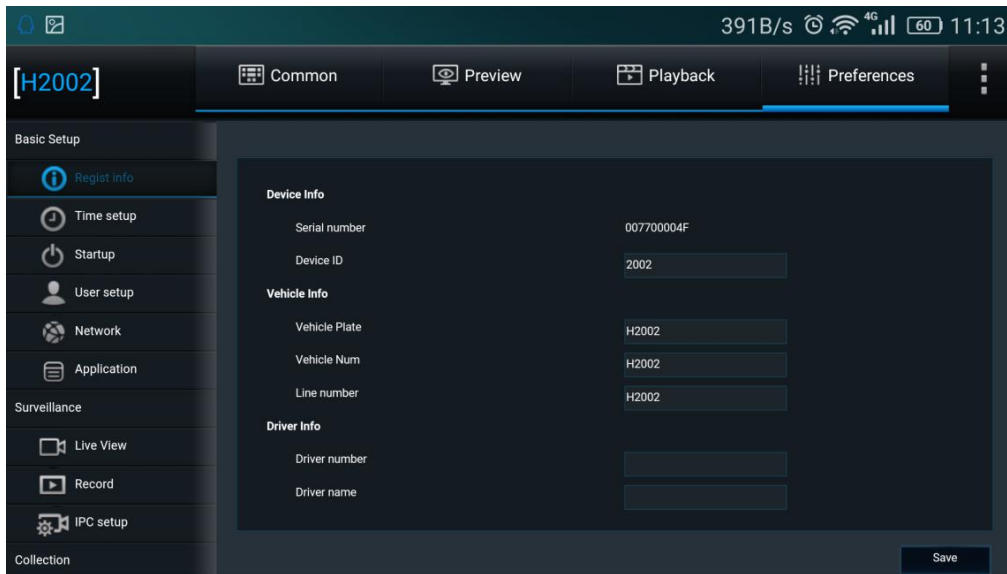 391B/s 4G 60 11:13
[H2002] Common Preview Playback Preferences
Basic Setup
Regist info
Time setup
Startup
User setup
Network
Application
Surveillance
Live View
Record
IPC setup
Collection
Device Info
Serial number 007700004F
Device ID 2002
Vehicle Info
Vehicle Plate H2002
Vehicle Num H2002
Line number H2002
Driver Info
Driver number
Driver name
Save